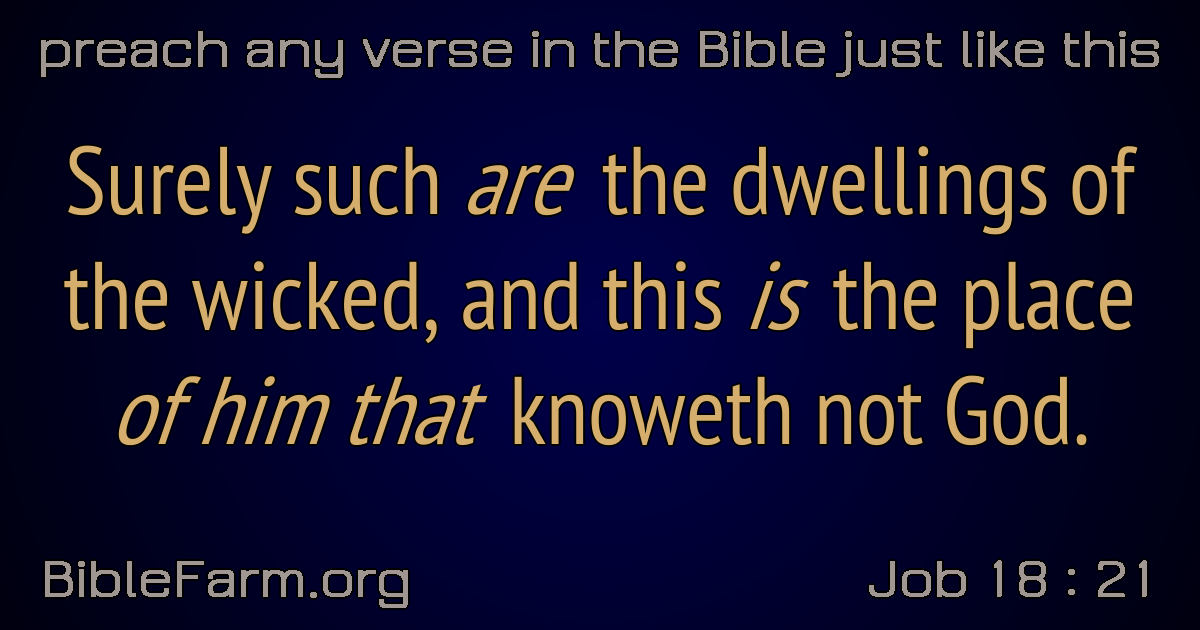 preach any verse in the Bible just like this
Surely such are the dwellings of
the wicked, and this is the place
of him that knoweth not God.
BibleFarm.org
Job 18 : 21